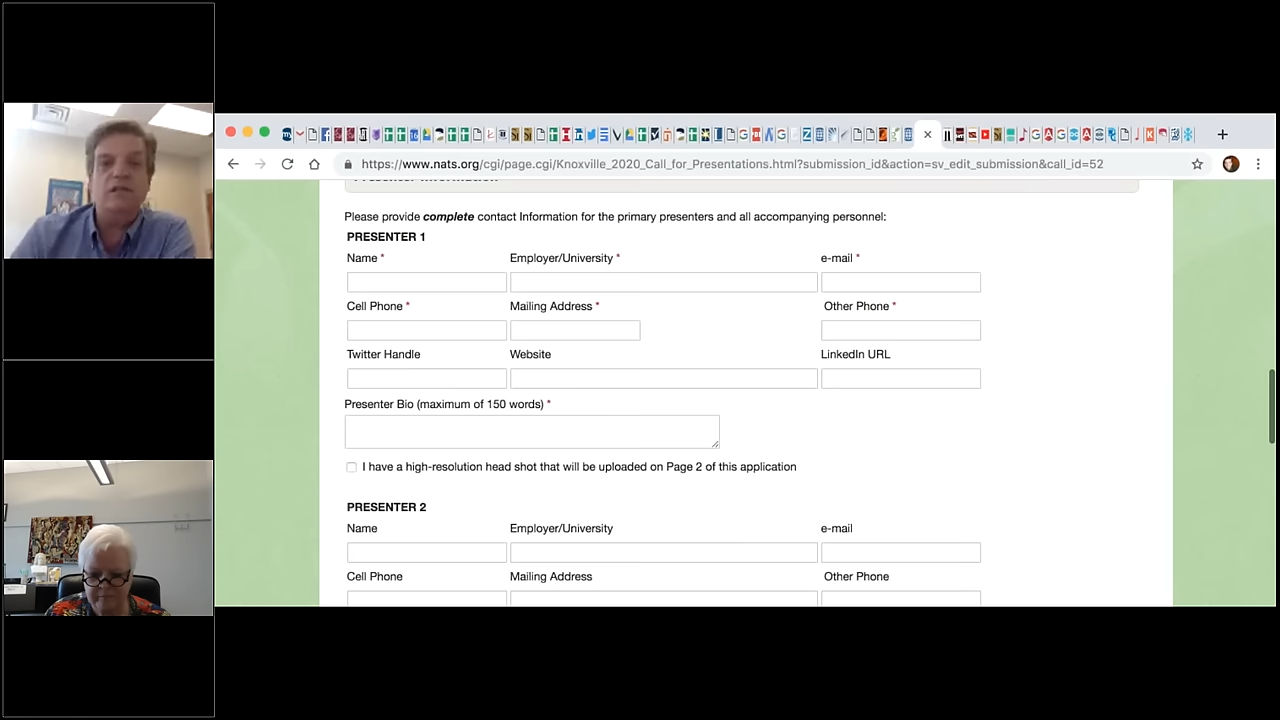 https://www.nats.org/cgi/page.cgi/Knoxville_2020_Call_for_Presentations.html?submission_id&action=sv_edit_submission&call_id=52
Presenter Information
Please provide complete contact Information for the primary presenters and all accompanying personnel:
PRESENTER 1
Name * Employer/University * e-mail *
Cell Phone * Mailing Address * Other Phone *
Twitter Handle Website LinkedIn URL
Presenter Bio (maximum of 150 words) *
I have a high-resolution head shot that will be uploaded on Page 2 of this application
PRESENTER 2
Name Employer/University e-mail
Cell Phone Mailing Address Other Phone